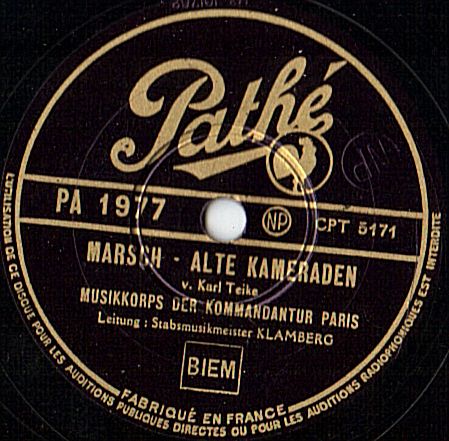 Pathé
PA 1977
NP
CPT 5171
MARSCH - ALTE KAMERADEN
v. Karl Teike
MUSIKKORPS DER KOMMANDANTUR PARIS
Leitung : Stabsmusikmeister KLAMBERG
BIEM
FABRIQUÉ EN FRANCE
L'UTILISATION DE CE DISQUE POUR LES AUDITIONS PUBLIQUES DIRECTES OU POUR LES AUDITIONS RADIOPHONIQUES EST INTERDITE